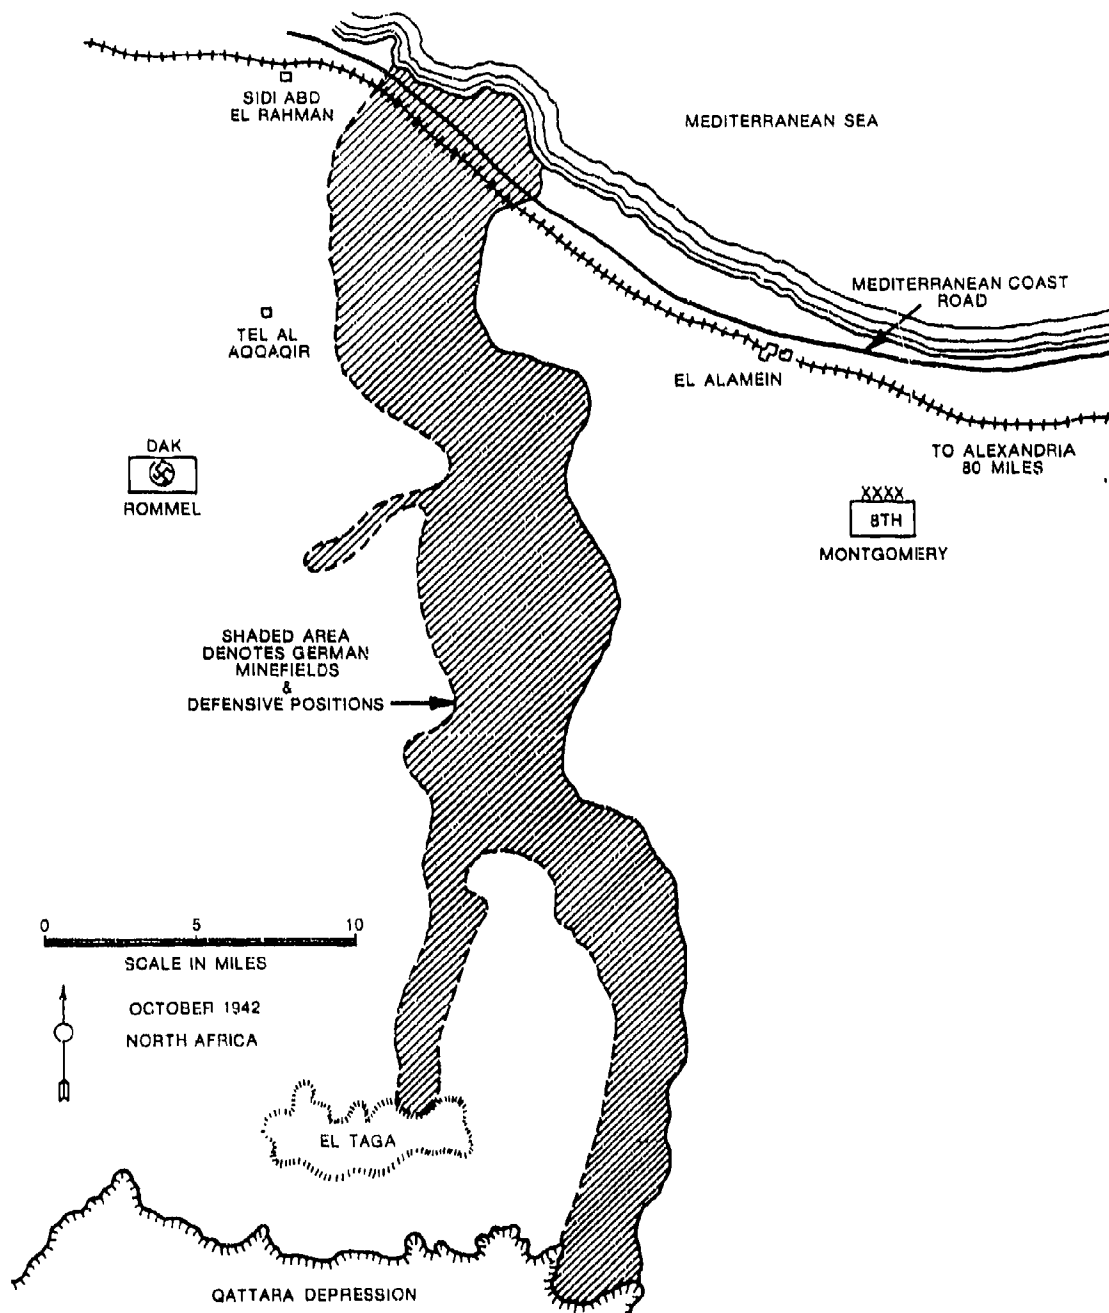 SIDI ABD
EL RAHMAN
MEDITERRANEAN SEA
MEDITERRANEAN COAST
ROAD
TEL AL
AQQAQIR
EL ALAMEIN
TO ALEXANDRIA
80 MILES
DAK
ROMMEL
XXXX
8TH
MONTGOMERY
SHADED AREA
DENOTES GERMAN
MINEFIELDS
&
DEFENSIVE POSITIONS
0 5 10
SCALE IN MILES
OCTOBER 1942
NORTH AFRICA
EL TAGA
QATTARA DEPRESSION